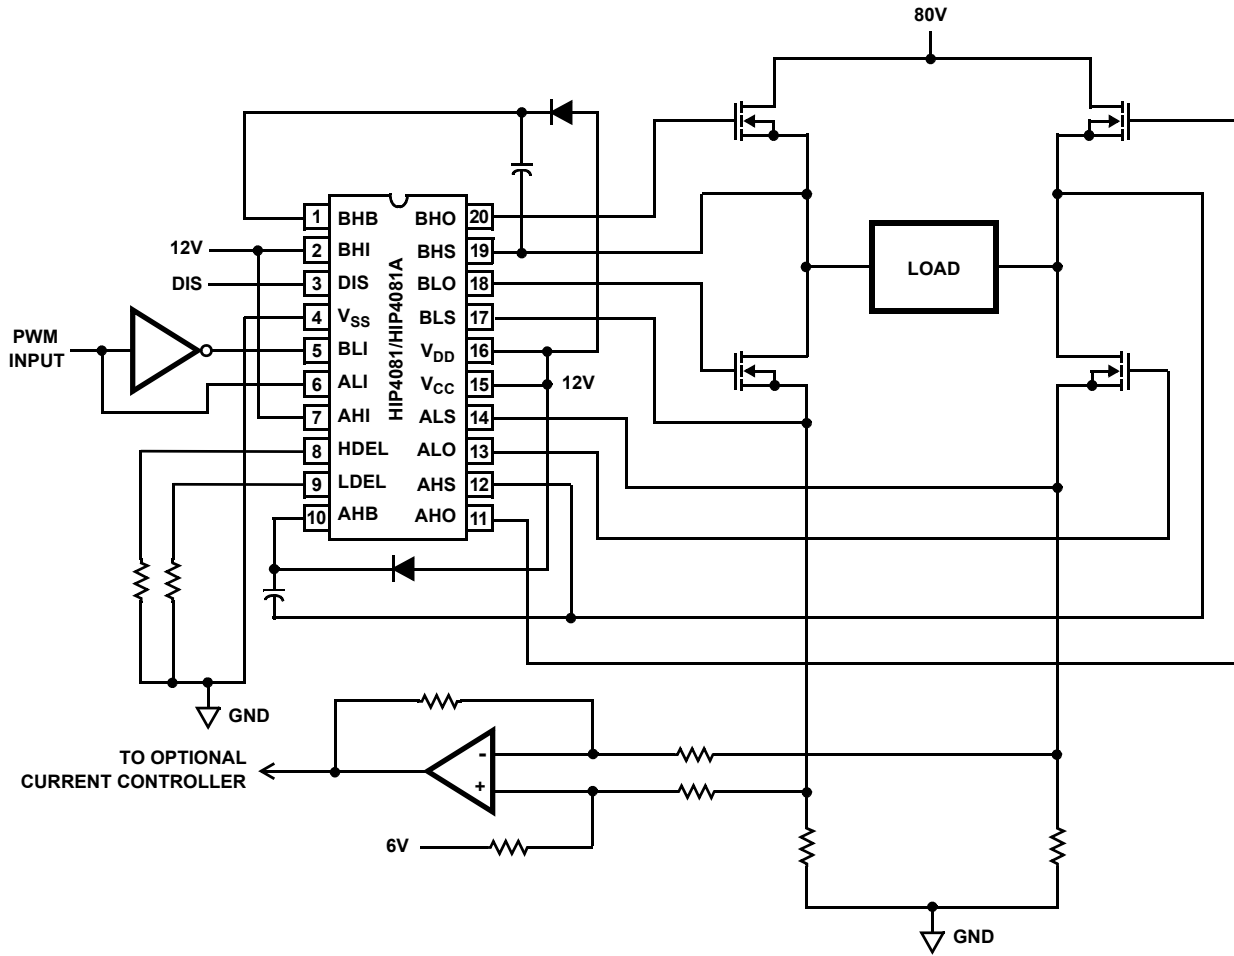 80V
1 BHB BHO 20
12V 2 BHI BHS 19
DIS 3 DIS BLO 18
4 VSS BLS 17
PWM
INPUT
5 BLI VDD 16
6 ALI VCC 15 12V
7 AHI ALS 14
8 HDEL ALO 13
9 LDEL AHS 12
10 AHB AHO 11
HIP4081/HIP4081A
LOAD
GND
TO OPTIONAL
CURRENT CONTROLLER
-
+
6V
GND